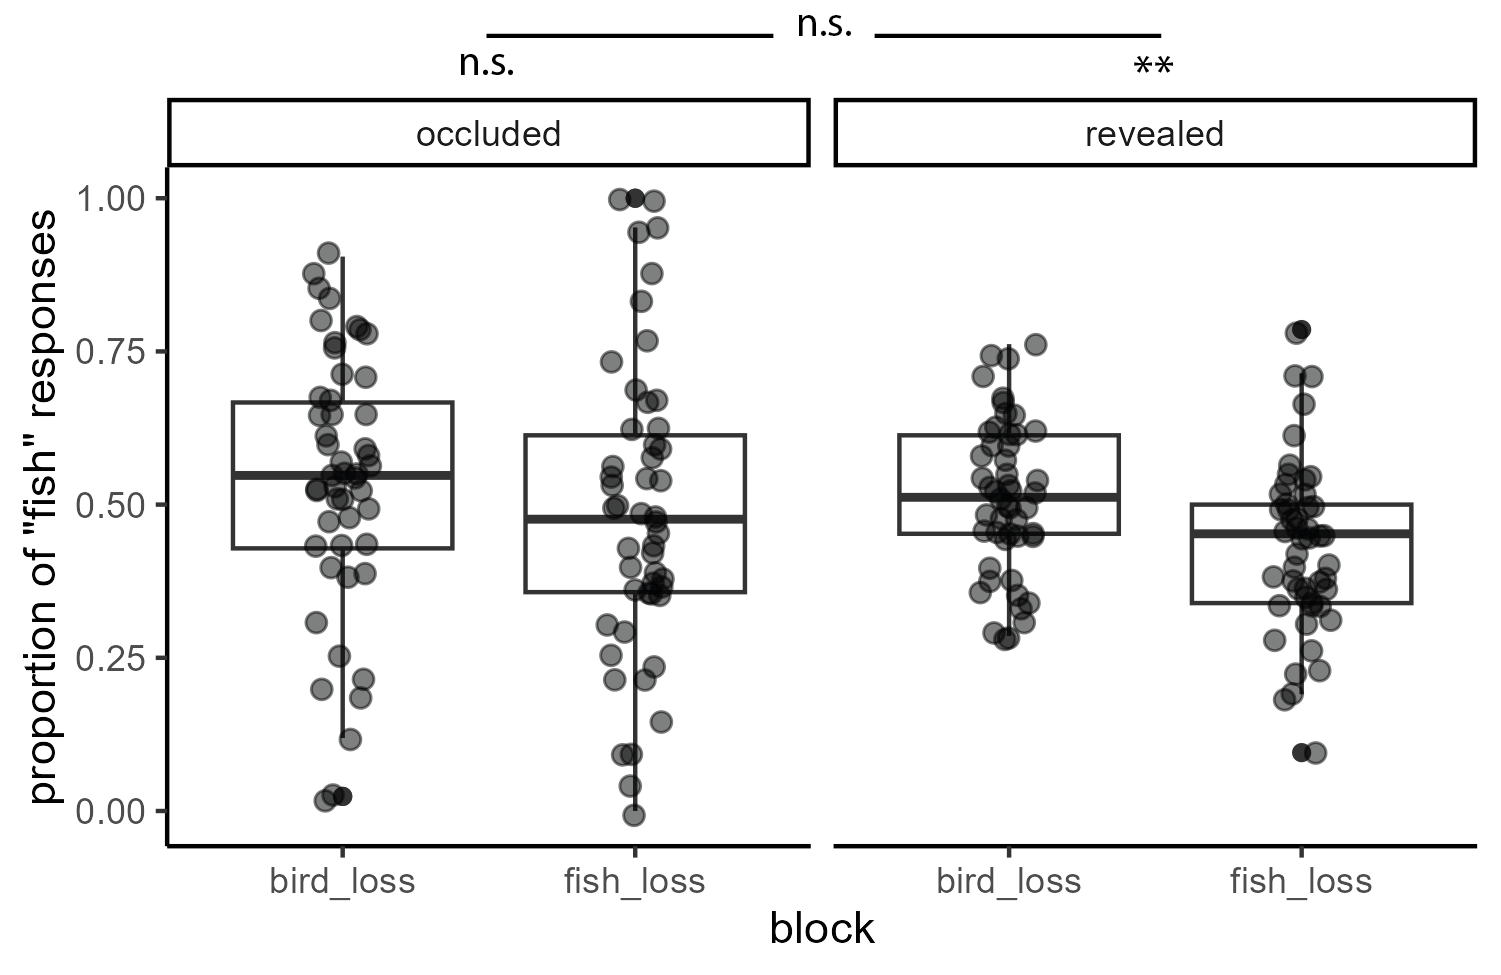 n.s.
n.s. **
occluded revealed
1.00
0.75
0.50
0.25
0.00
proportion of "fish" responses
bird_loss fish_loss bird_loss fish_loss
block